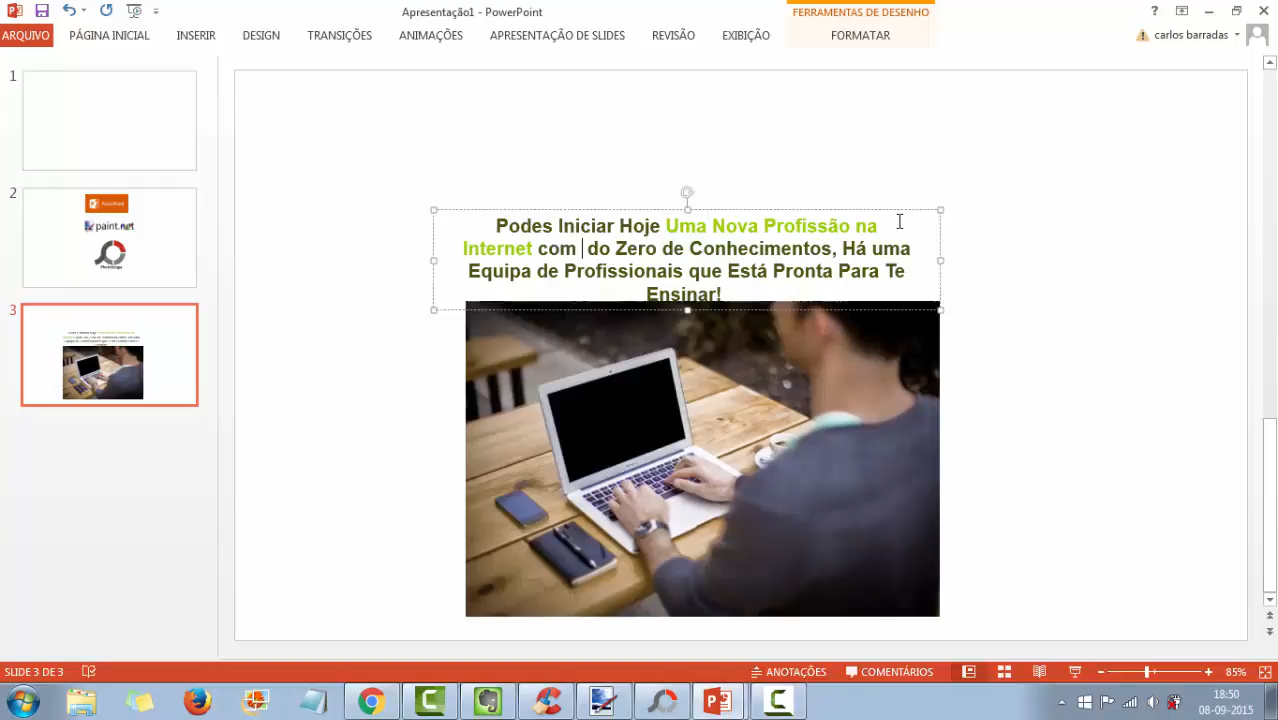 Apresentação1 - PowerPoint
FERRAMENTAS DE DESENHO
?
ARQUIVO
PÁGINA INICIAL
INSERIR
DESIGN
TRANSIÇÕES
ANIMAÇÕES
APRESENTAÇÃO DE SLIDES
REVISÃO
EXIBIÇÃO
FORMATAR
carlos barradas
1
2
paint.net
PhotoScape
3
Podes Iniciar Hoje Uma Nova Profissão na
Internet com do Zero de Conhecimentos, Há uma
Equipa de Profissionais que Está Pronta Para Te
Ensinar!
SLIDE 3 DE 3
ANOTAÇÕES
COMENTÁRIOS
85%
18:50
08-09-2015